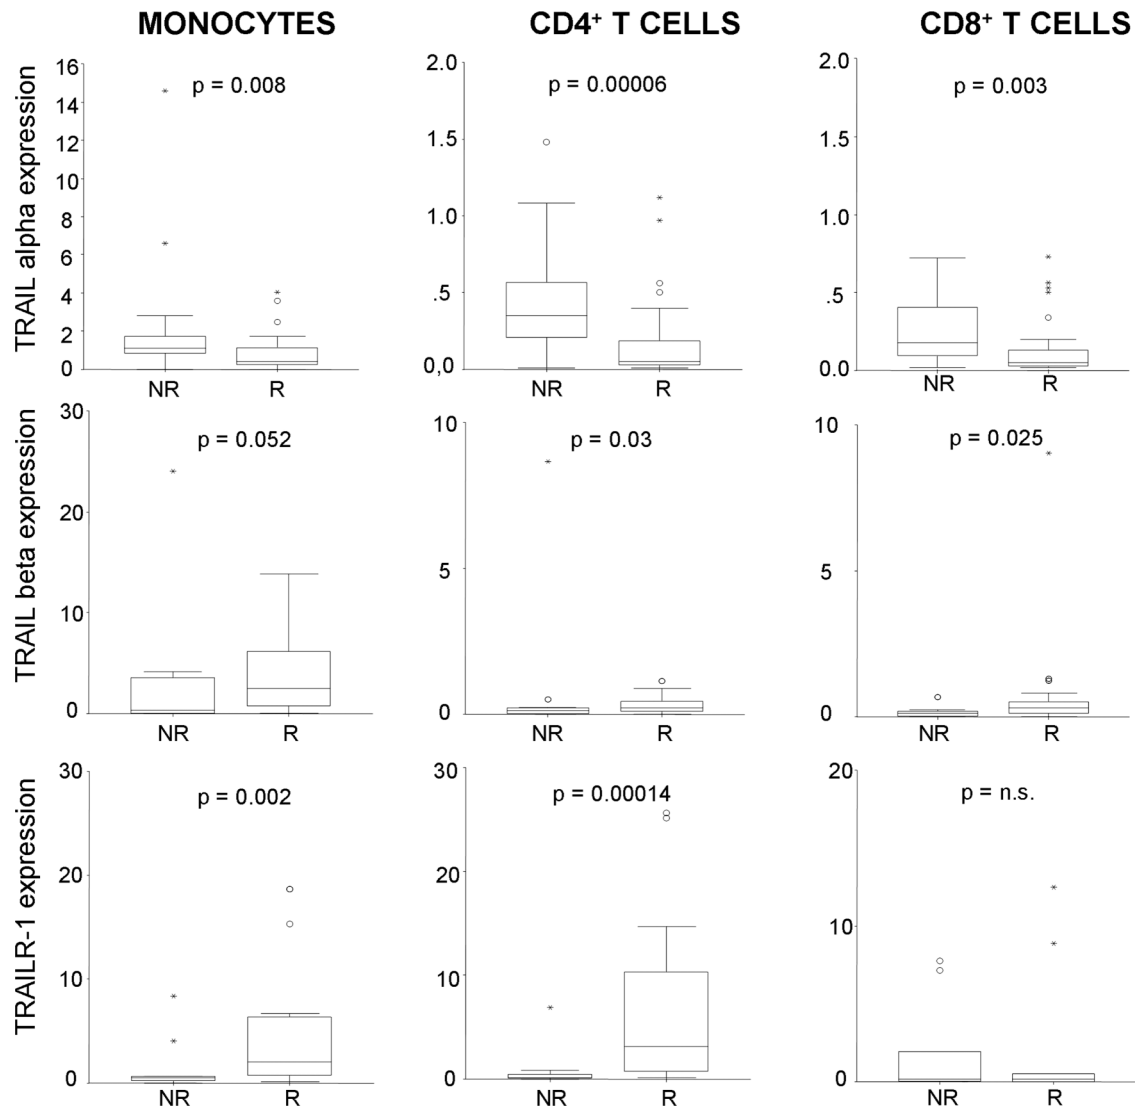 MONOCYTES
CD4⁺ T CELLS
CD8⁺ T CELLS
TRAIL alpha expression
p = 0.008
16
14
12
10
8
6
4
2
0
NR
R
p = 0.00006
2.0
1.5
1.0
.5
0.0
NR
R
p = 0.003
2.0
1.5
1.0
.5
0.0
NR
R
TRAIL beta expression
p = 0.052
30
20
10
0
NR
R
p = 0.03
10
5
0
NR
R
p = 0.025
10
5
0
NR
R
TRAILR-1 expression
p = 0.002
30
20
10
0
NR
R
p = 0.00014
30
20
10
0
NR
R
p = n.s.
20
10
0
NR
R